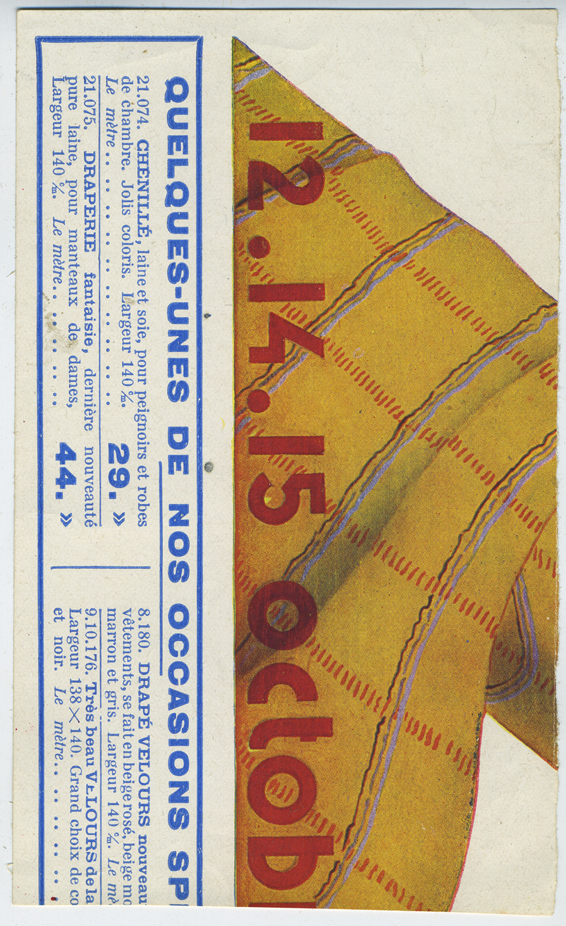 12.14.15 Octob
QUELQUES-UNES DE NOS OCCASIONS SP
21.074. CHENILLÉ, laine et soie, pour peignoirs et robes
de chambre. Jolis coloris. Largeur 140 %.
Le mètre.. .. .. .. .. .. .. .. .. 29. »
21.075. DRAPERIE fantaisie, dernière nouveauté
pure laine, pour manteaux de dames,
Largeur 140 %. Le mètre.. .. .. .. .. 44. »
8.180. DRAPÉ VELOURS nouveau
vêtements, se fait en beige rosé, beige mo
marron et gris. Largeur 140 %. Le mè
9.10.176. Très beau VELOURS de la
Largeur 138×140. Grand choix de co
et noir. Le mètre.. .. .. .. .. ..